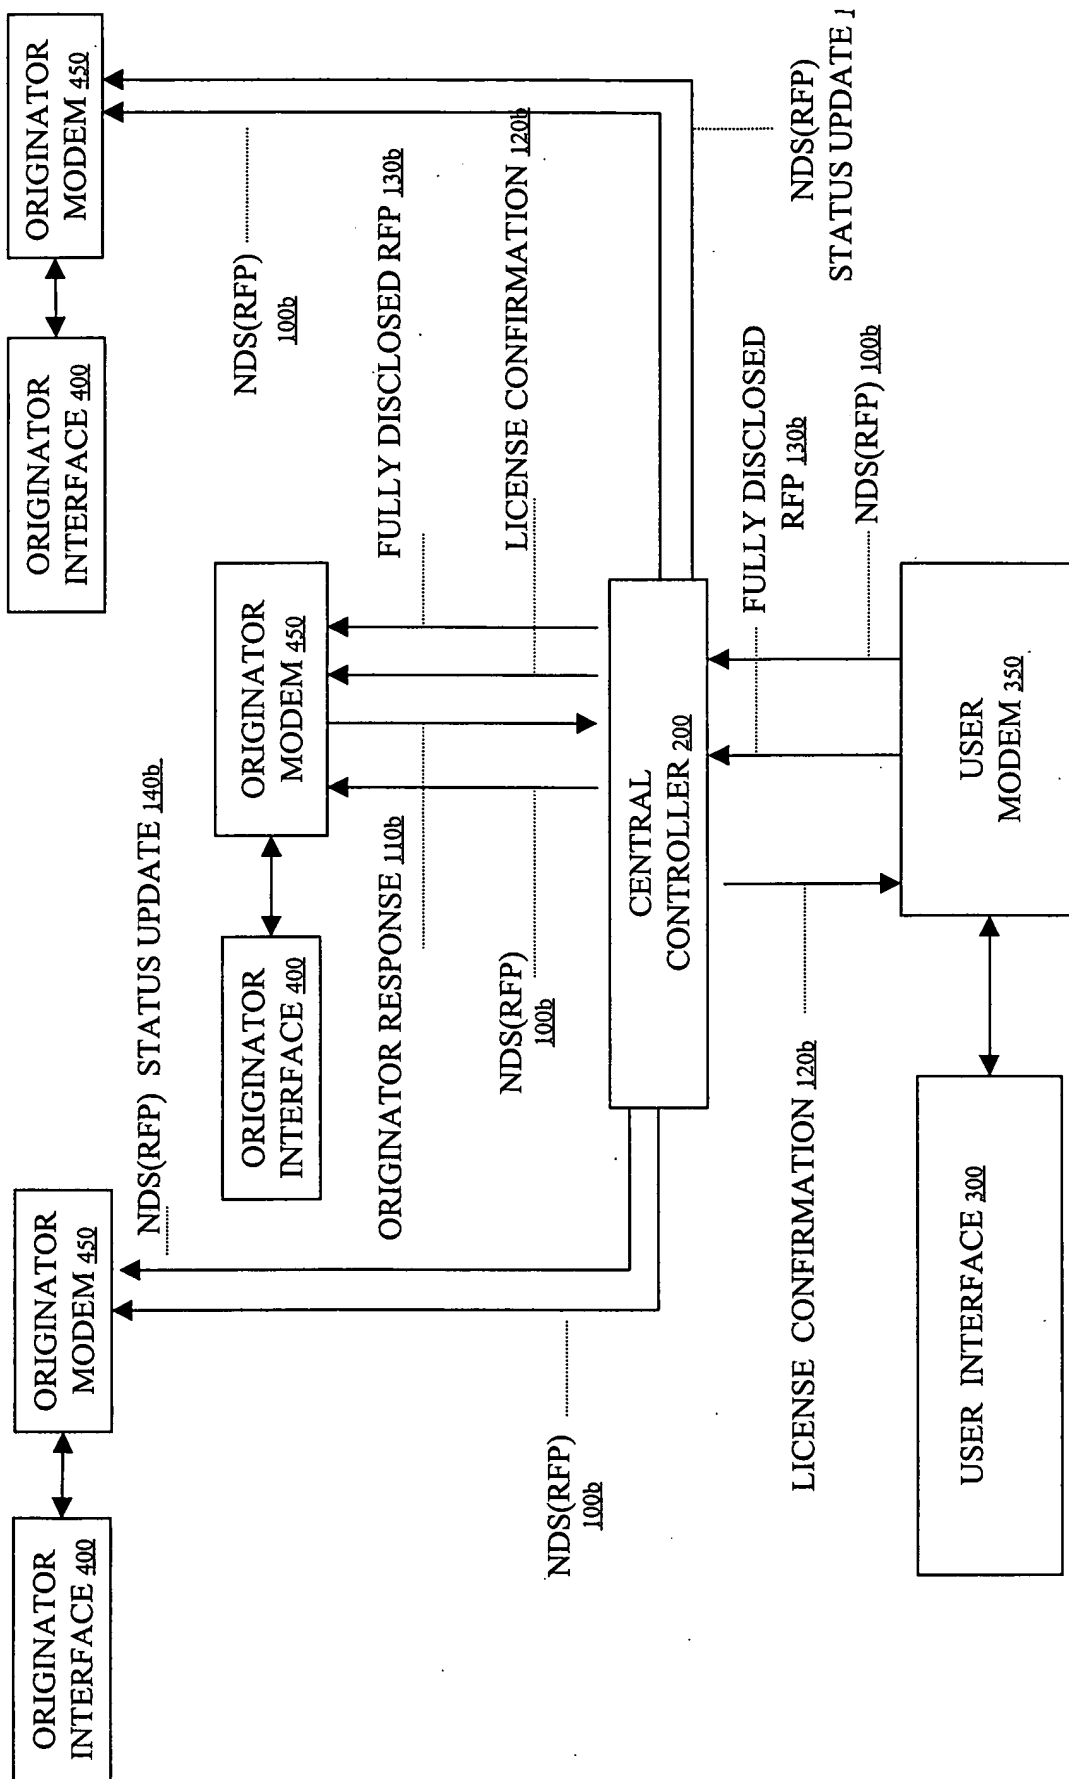 ORIGINATOR
INTERFACE 400
ORIGINATOR
MODEM 450
ORIGINATOR
INTERFACE 400
ORIGINATOR
MODEM 450
NDS(RFP) STATUS UPDATE 140b
ORIGINATOR
INTERFACE 400
ORIGINATOR
MODEM 450
NDS(RFP)
100b
ORIGINATOR RESPONSE 110b
FULLY DISCLOSED RFP 130b
NDS(RFP)
100b
LICENSE CONFIRMATION 120b
NDS(RFP)
100b
CENTRAL
CONTROLLER 200
NDS(RFP)
STATUS UPDATE
LICENSE CONFIRMATION 120b
FULLY DISCLOSED
RFP 130b
NDS(RFP) 100b
USER INTERFACE 300
USER
MODEM 350